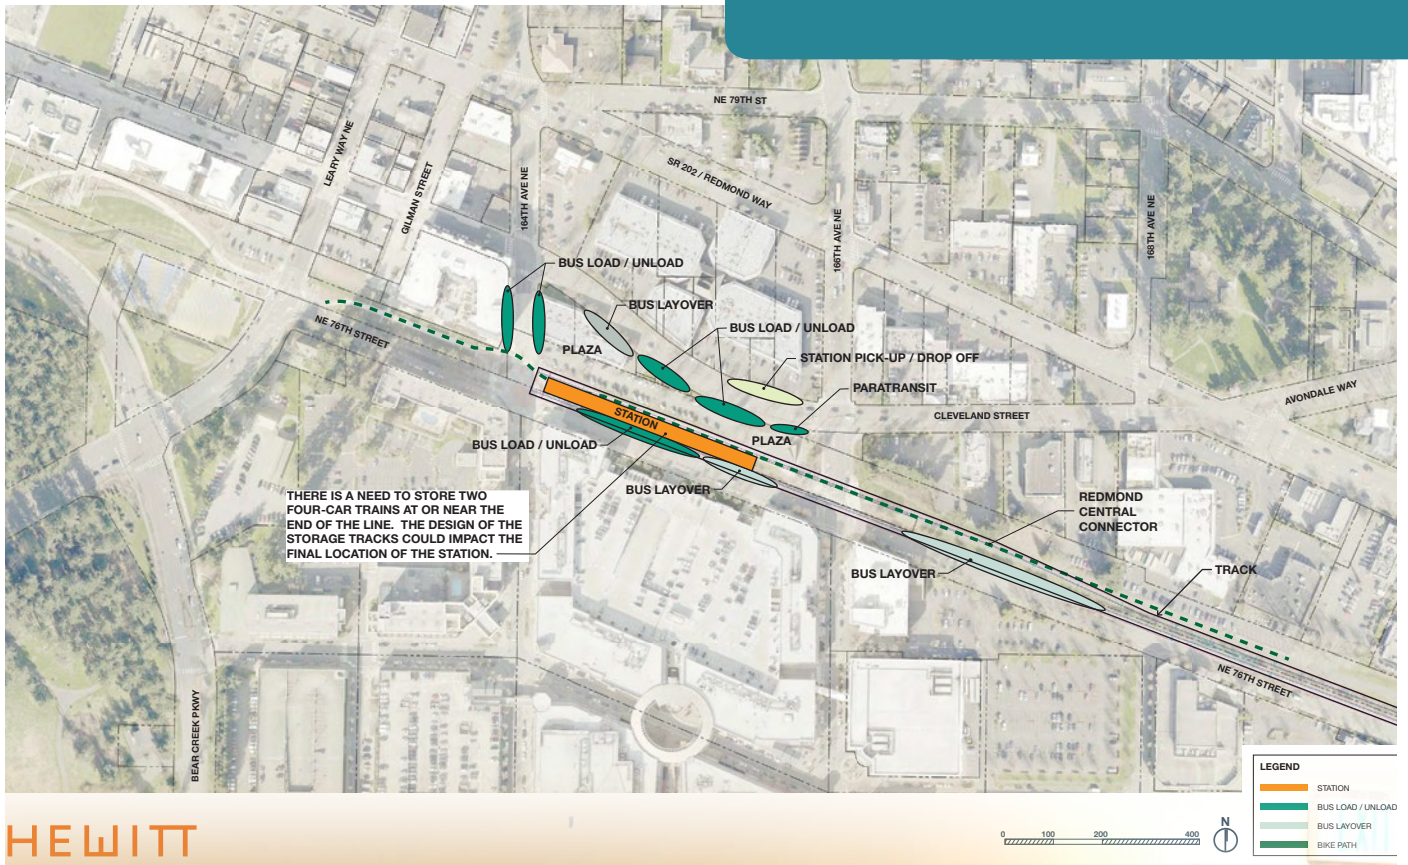 NE 79TH ST
SR 202 / REDMOND WAY
LEARY WAY NE
GILMAN STREET
164TH AVE NE
166TH AVE NE
168TH AVE NE
BUS LOAD / UNLOAD
BUS LAYOVER
BUS LOAD / UNLOAD
NE 76TH STREET
PLAZA
STATION PICK-UP / DROP OFF
PARATRANSIT
AVONDALE WAY
CLEVELAND STREET
STATION
PLAZA
BUS LOAD / UNLOAD
BUS LAYOVER
THERE IS A NEED TO STORE TWO
FOUR-CAR TRAINS AT OR NEAR THE
END OF THE LINE. THE DESIGN OF THE
STORAGE TRACKS COULD IMPACT THE
FINAL LOCATION OF THE STATION.
REDMOND
CENTRAL
CONNECTOR
BUS LAYOVER
TRACK
NE 76TH STREET
BEAR CREEK PKWY
LEGEND
STATION
BUS LOAD / UNLOAD
BUS LAYOVER
BIKE PATH
HEWITT
0 100 200 400
N